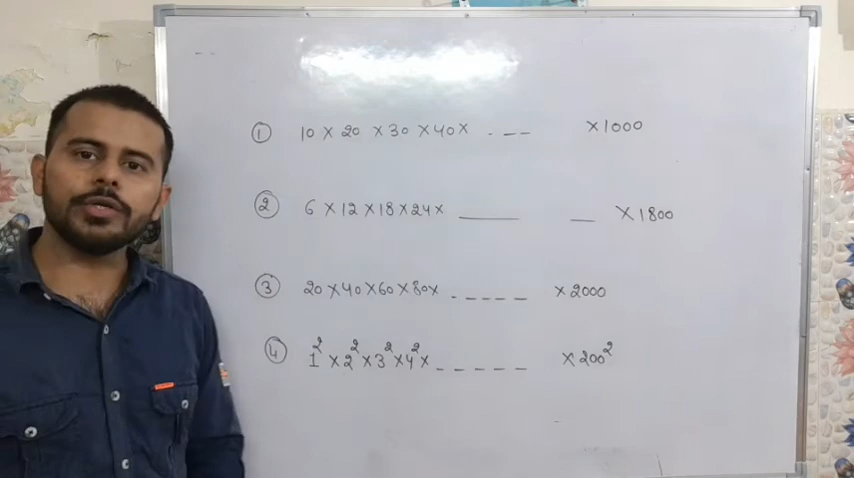 ① 10 × 20 × 30 × 40 × . _ _ _ × 1000
② 6 × 12 × 18 × 24 × _____ __ × 1800
③ 20 × 40 × 60 × 80 × . _ _ _ _ × 2000
④ 1² × 2² × 3² × 4² × _ _ _ _ _ × 200²